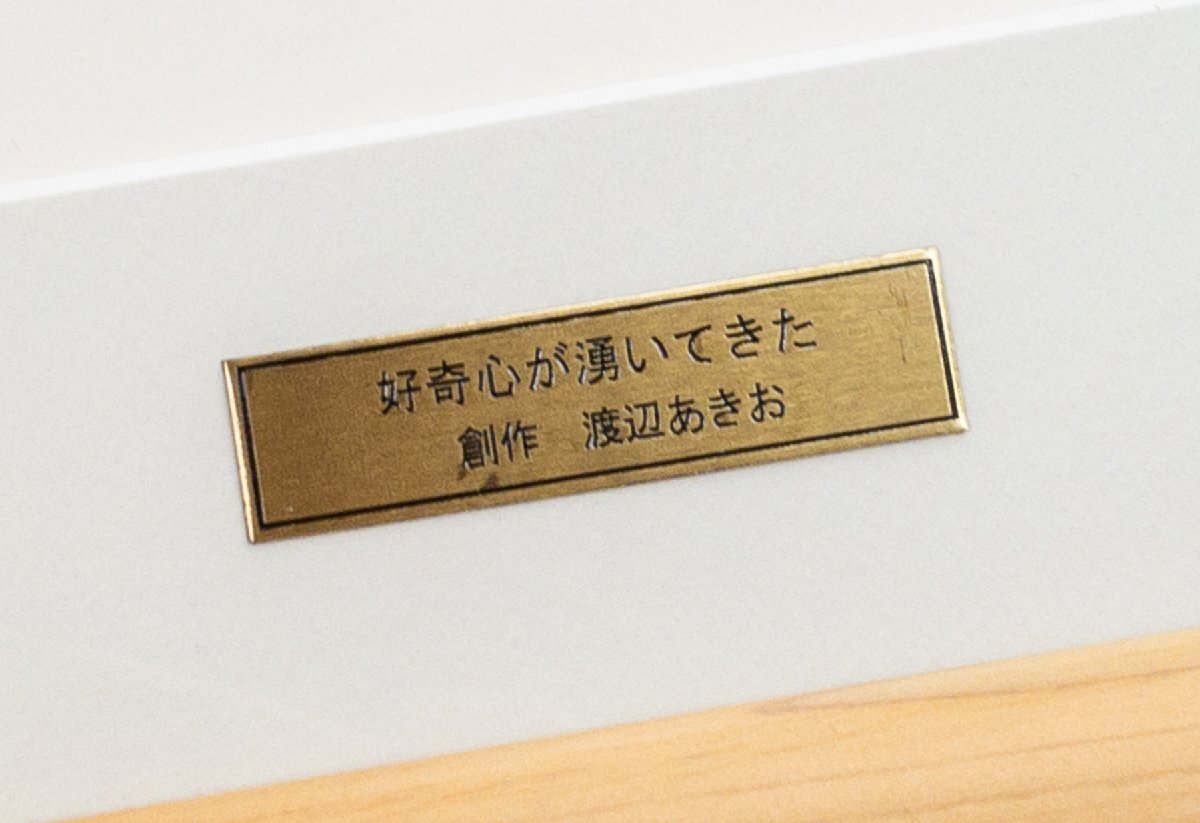 好奇心が湧いてきた
創作　渡辺あきお